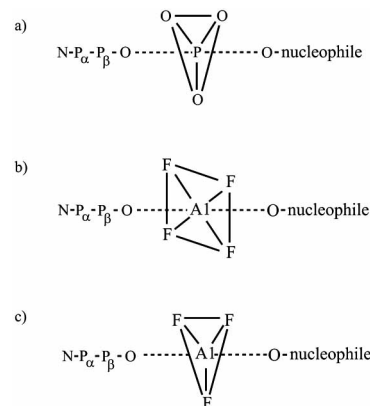 a)
O O
N-Pα-Pβ-O P O-nucleophile
O
b)
F
F
N-Pα-Pβ-O Al O-nucleophile
F
F
c)
F F
N-Pα-Pβ-O Al O-nucleophile
F